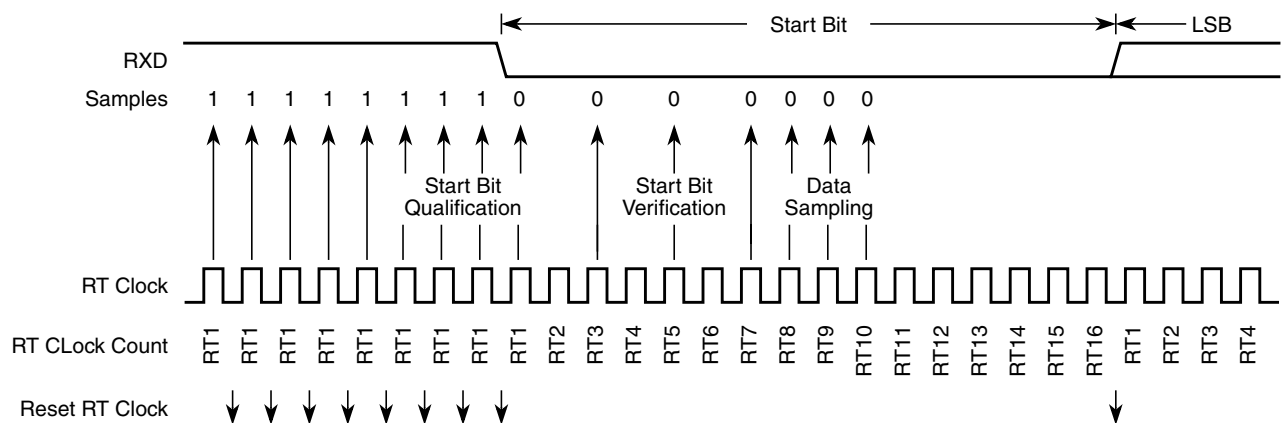 Start Bit LSB
RXD
Samples 1 1 1 1 1 1 1 1 0 0 0 0 0 0 0
Start Bit Qualification
Start Bit Verification
Data Sampling
RT Clock
RT CLock Count RT1 RT1 RT1 RT1 RT1 RT1 RT1 RT1 RT1 RT2 RT3 RT4 RT5 RT6 RT7 RT8 RT9 RT10 RT11 RT12 RT13 RT14 RT15 RT16 RT1 RT2 RT3 RT4
Reset RT Clock